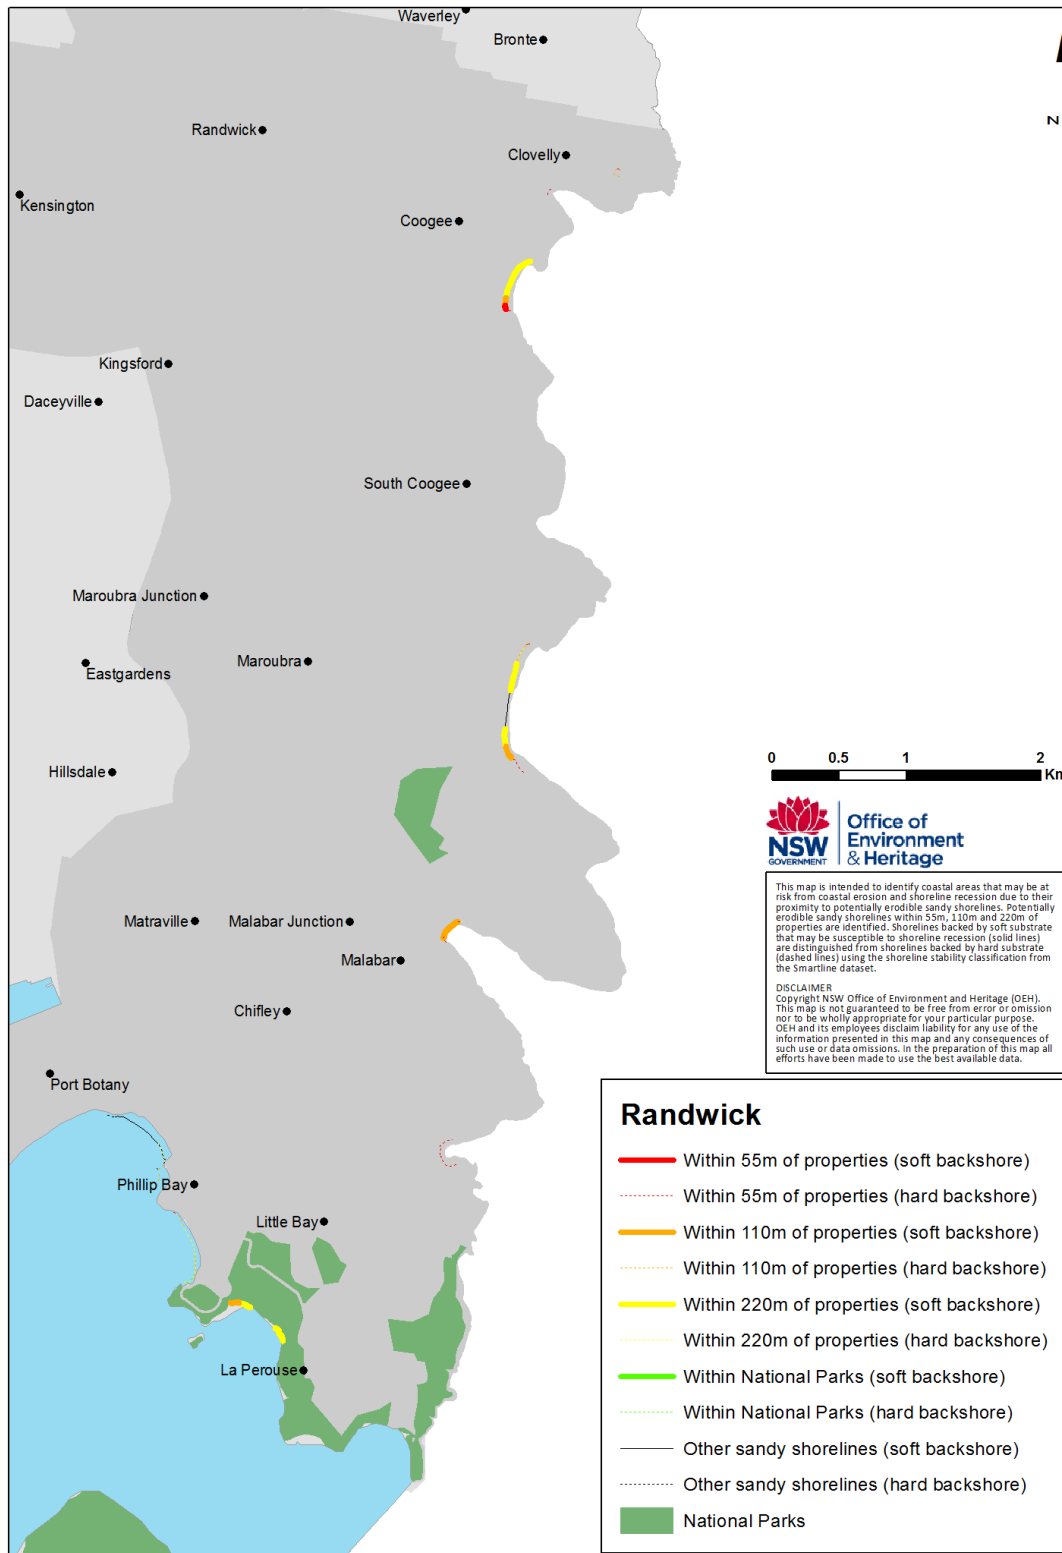 Waverley
Bronte
Randwick
Clovelly
Kensington
Coogee
Kingsford
Daceyville
South Coogee
Maroubra Junction
Maroubra
Eastgardens
Hillsdale
0 0.5 1 2
Km
NSW
GOVERNMENT
Office of
Environment
& Heritage
This map is intended to identify coastal areas that may be at
risk from coastal erosion and shoreline recession due to their
proximity to potentially erodible sandy shorelines. Potentially
erodible sandy shorelines within 55m, 110m and 220m of
properties are identified. Shorelines backed by soft substrate
that may be susceptible to shoreline recession (solid lines)
are distinguished from shorelines backed by hard substrate
(dashed lines) using the shoreline stability classification from
the Smartline dataset.
DISCLAIMER
Copyright NSW Office of Environment and Heritage (OEH).
This map is not guaranteed to be free from error or omission
nor to be wholly appropriate for your particular purpose.
OEH and its employees disclaim liability for any use of the
information presented in this map and any consequences of
such use or data omissions. In the preparation of this map all
efforts have been made to use the best available data.
Matraville
Malabar Junction
Malabar
Chifley
Port Botany
Phillip Bay
Little Bay
La Perouse
Randwick
Within 55m of properties (soft backshore)
Within 55m of properties (hard backshore)
Within 110m of properties (soft backshore)
Within 110m of properties (hard backshore)
Within 220m of properties (soft backshore)
Within 220m of properties (hard backshore)
Within National Parks (soft backshore)
Within National Parks (hard backshore)
Other sandy shorelines (soft backshore)
Other sandy shorelines (hard backshore)
National Parks